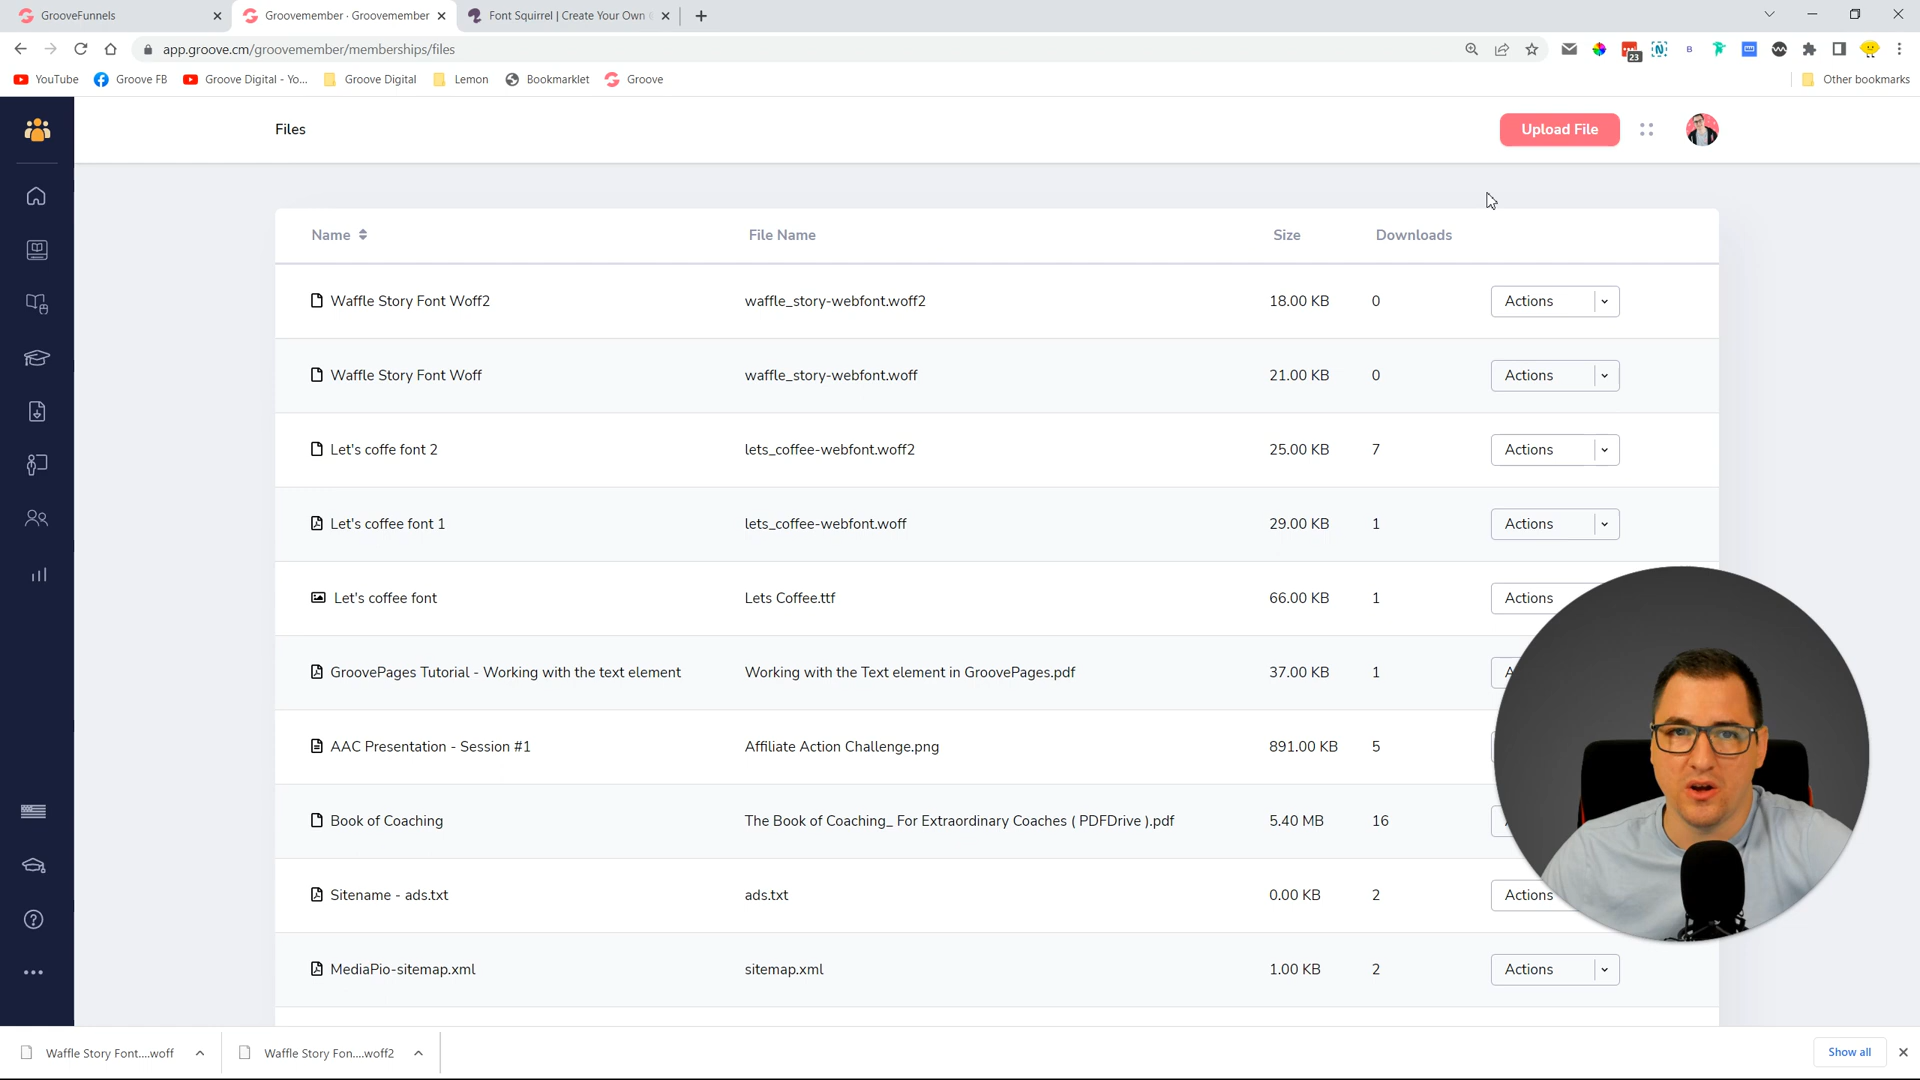 GrooveFunnels
Groovemember · Groovemember
Font Squirrel | Create Your Own
app.groove.cm/groovemember/memberships/files
23
N
B
YouTube
Groove FB
Groove Digital - Yo...
Groove Digital
Lemon
Bookmarklet
Groove
Other bookmarks
Files
Upload File
Name
File Name
Size
Downloads
Waffle Story Font Woff2
waffle_story-webfont.woff2
18.00 KB
0
Actions
Waffle Story Font Woff
waffle_story-webfont.woff
21.00 KB
0
Actions
Let's coffe font 2
lets_coffee-webfont.woff2
25.00 KB
7
Actions
Let's coffee font 1
lets_coffee-webfont.woff
29.00 KB
1
Actions
Let's coffee font
Lets Coffee.ttf
66.00 KB
1
Actions
GroovePages Tutorial - Working with the text element
Working with the Text element in GroovePages.pdf
37.00 KB
1
AAC Presentation - Session #1
Affiliate Action Challenge.png
891.00 KB
5
Book of Coaching
The Book of Coaching_ For Extraordinary Coaches ( PDFDrive ).pdf
5.40 MB
16
Sitename - ads.txt
ads.txt
0.00 KB
2
Actions
MediaPio-sitemap.xml
sitemap.xml
1.00 KB
2
Actions
Waffle Story Font....woff
Waffle Story Fon....woff2
Show all